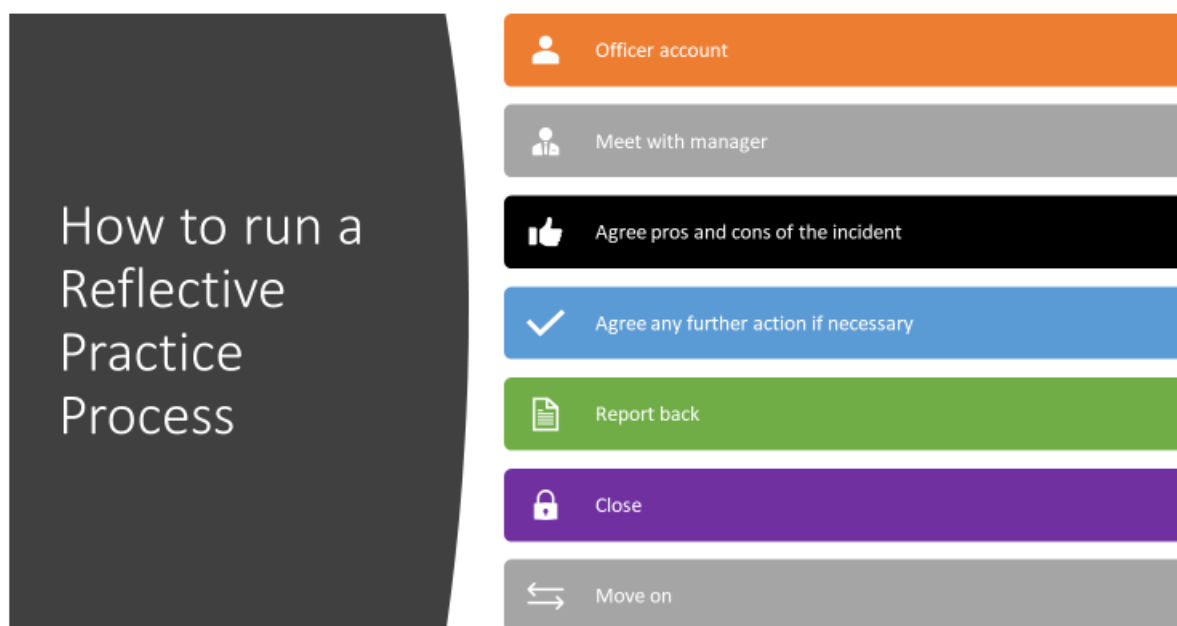 How to run a
Reflective
Practice
Process
Officer account
Meet with manager
Agree pros and cons of the incident
Agree any further action if necessary
Report back
Close
Move on